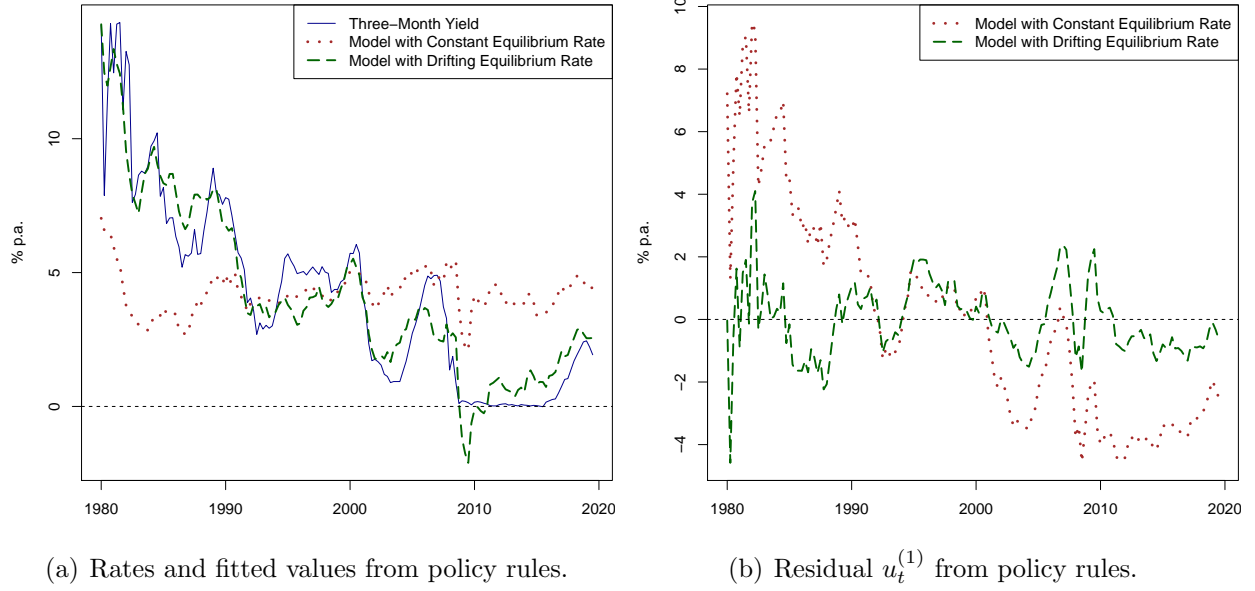 Three−Month Yield
Model with Constant Equilibrium Rate
Model with Drifting Equilibrium Rate
% p.a.
10
5
0
1980 1990 2000 2010 2020
(a) Rates and fitted values from policy rules.
Model with Constant Equilibrium Rate
Model with Drifting Equilibrium Rate
% p.a.
10
8
6
4
2
0
−2
−4
1980 1990 2000 2010 2020
(b) Residual u_t^{(1)} from policy rules.